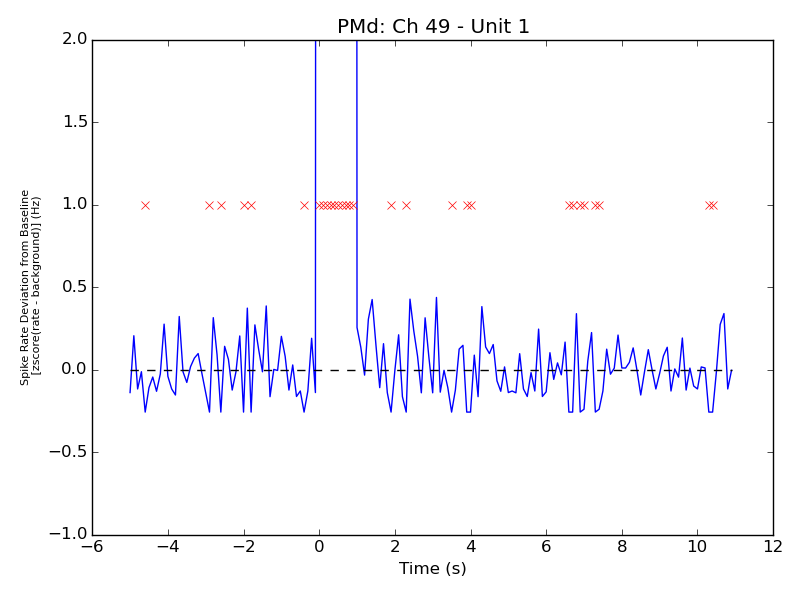 PMd: Ch 49 - Unit 1
Spike Rate Deviation from Baseline
[zscore(rate - background)] (Hz)
2.0
1.5
1.0
0.5
0.0
−0.5
−1.0
−6 −4 −2 0 2 4 6 8 10 12
Time (s)